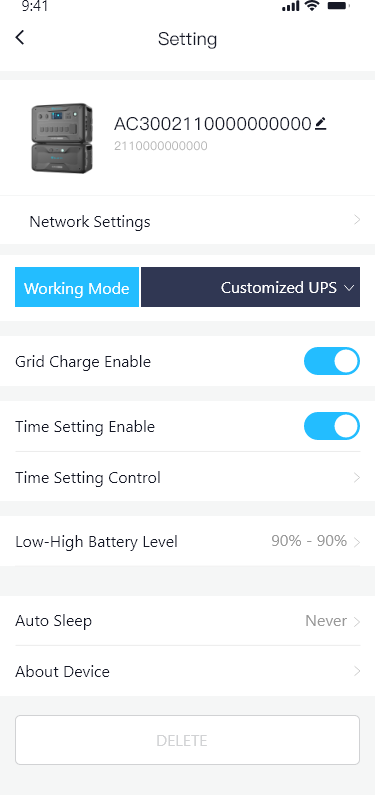 9:41
Setting
AC3002110000000000
2110000000000
Network Settings
Working Mode
Customized UPS
Grid Charge Enable
Time Setting Enable
Time Setting Control
Low-High Battery Level
90% - 90%
Auto Sleep
Never
About Device
DELETE